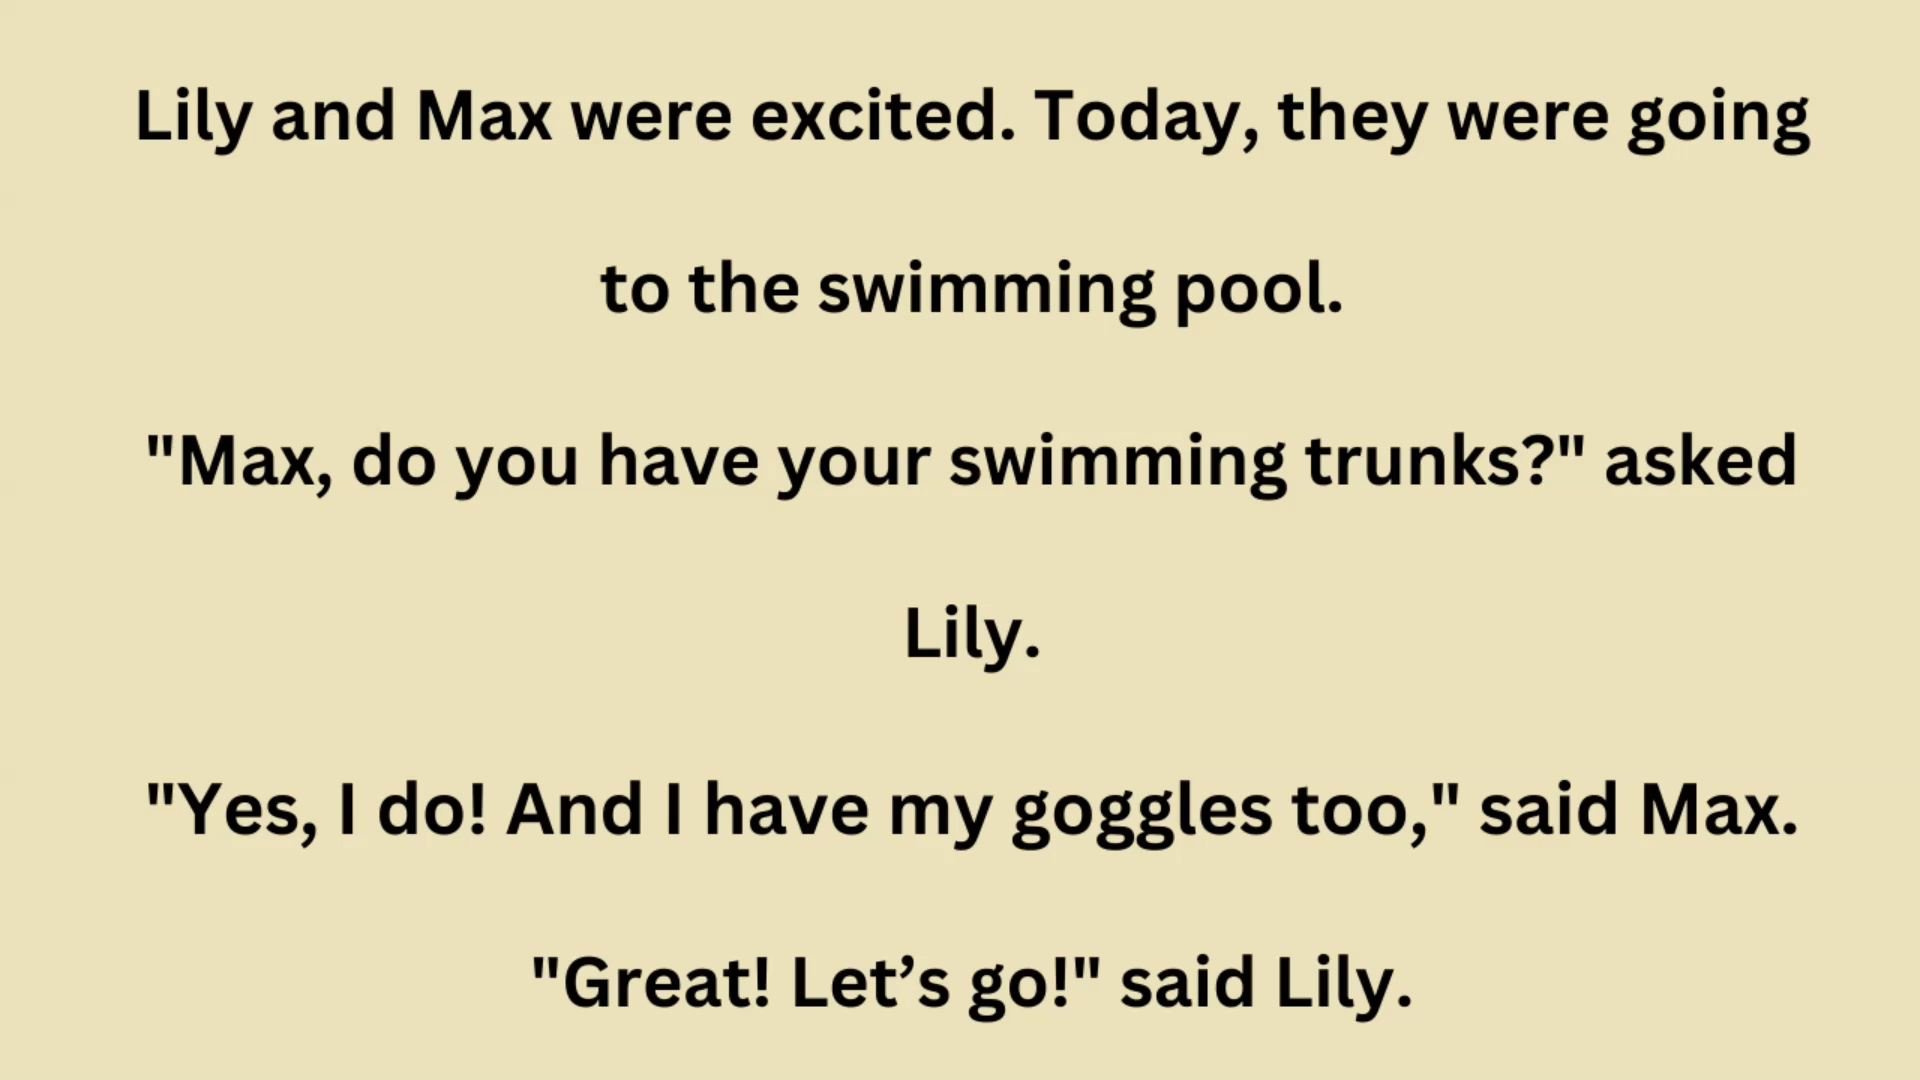 Lily and Max were excited. Today, they were going
to the swimming pool.
"Max, do you have your swimming trunks?" asked
Lily.
"Yes, I do! And I have my goggles too," said Max.
"Great! Let’s go!" said Lily.